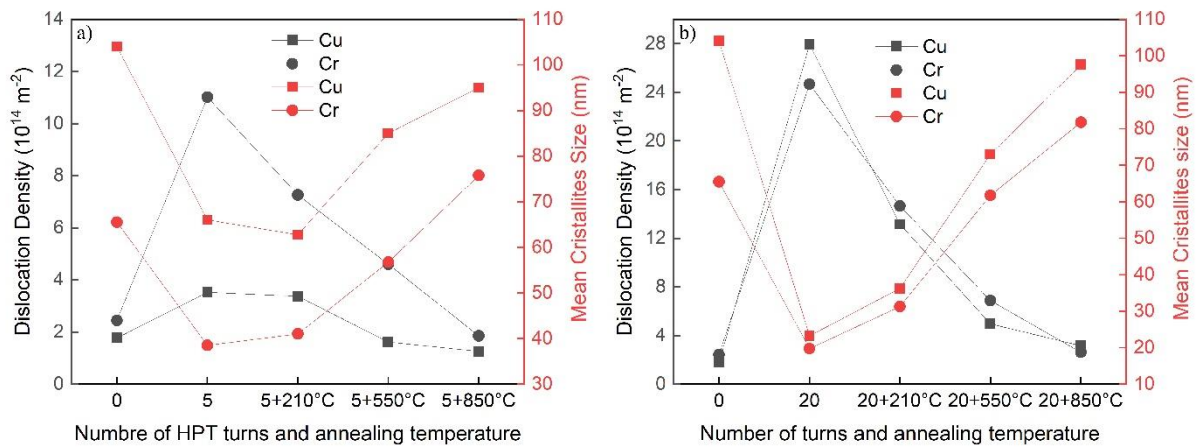 a)
Cu
Cr
Cu
Cr
14
12
10
8
6
4
2
0
Dislocation Density (10¹⁴ m⁻²)
110
100
90
80
70
60
50
40
30
Mean Cristallites Size (nm)
0 5 5+210°C 5+550°C 5+850°C
Numbre of HPT turns and annealing temperature
b)
Cu
Cr
Cu
Cr
28
24
20
16
12
8
4
0
Dislocation Density (10¹⁴ m⁻²)
110
100
90
80
70
60
50
40
30
20
10
Mean Cristallites size (nm)
0 20 20+210°C 20+550°C 20+850°C
Number of turns and annealing temperature